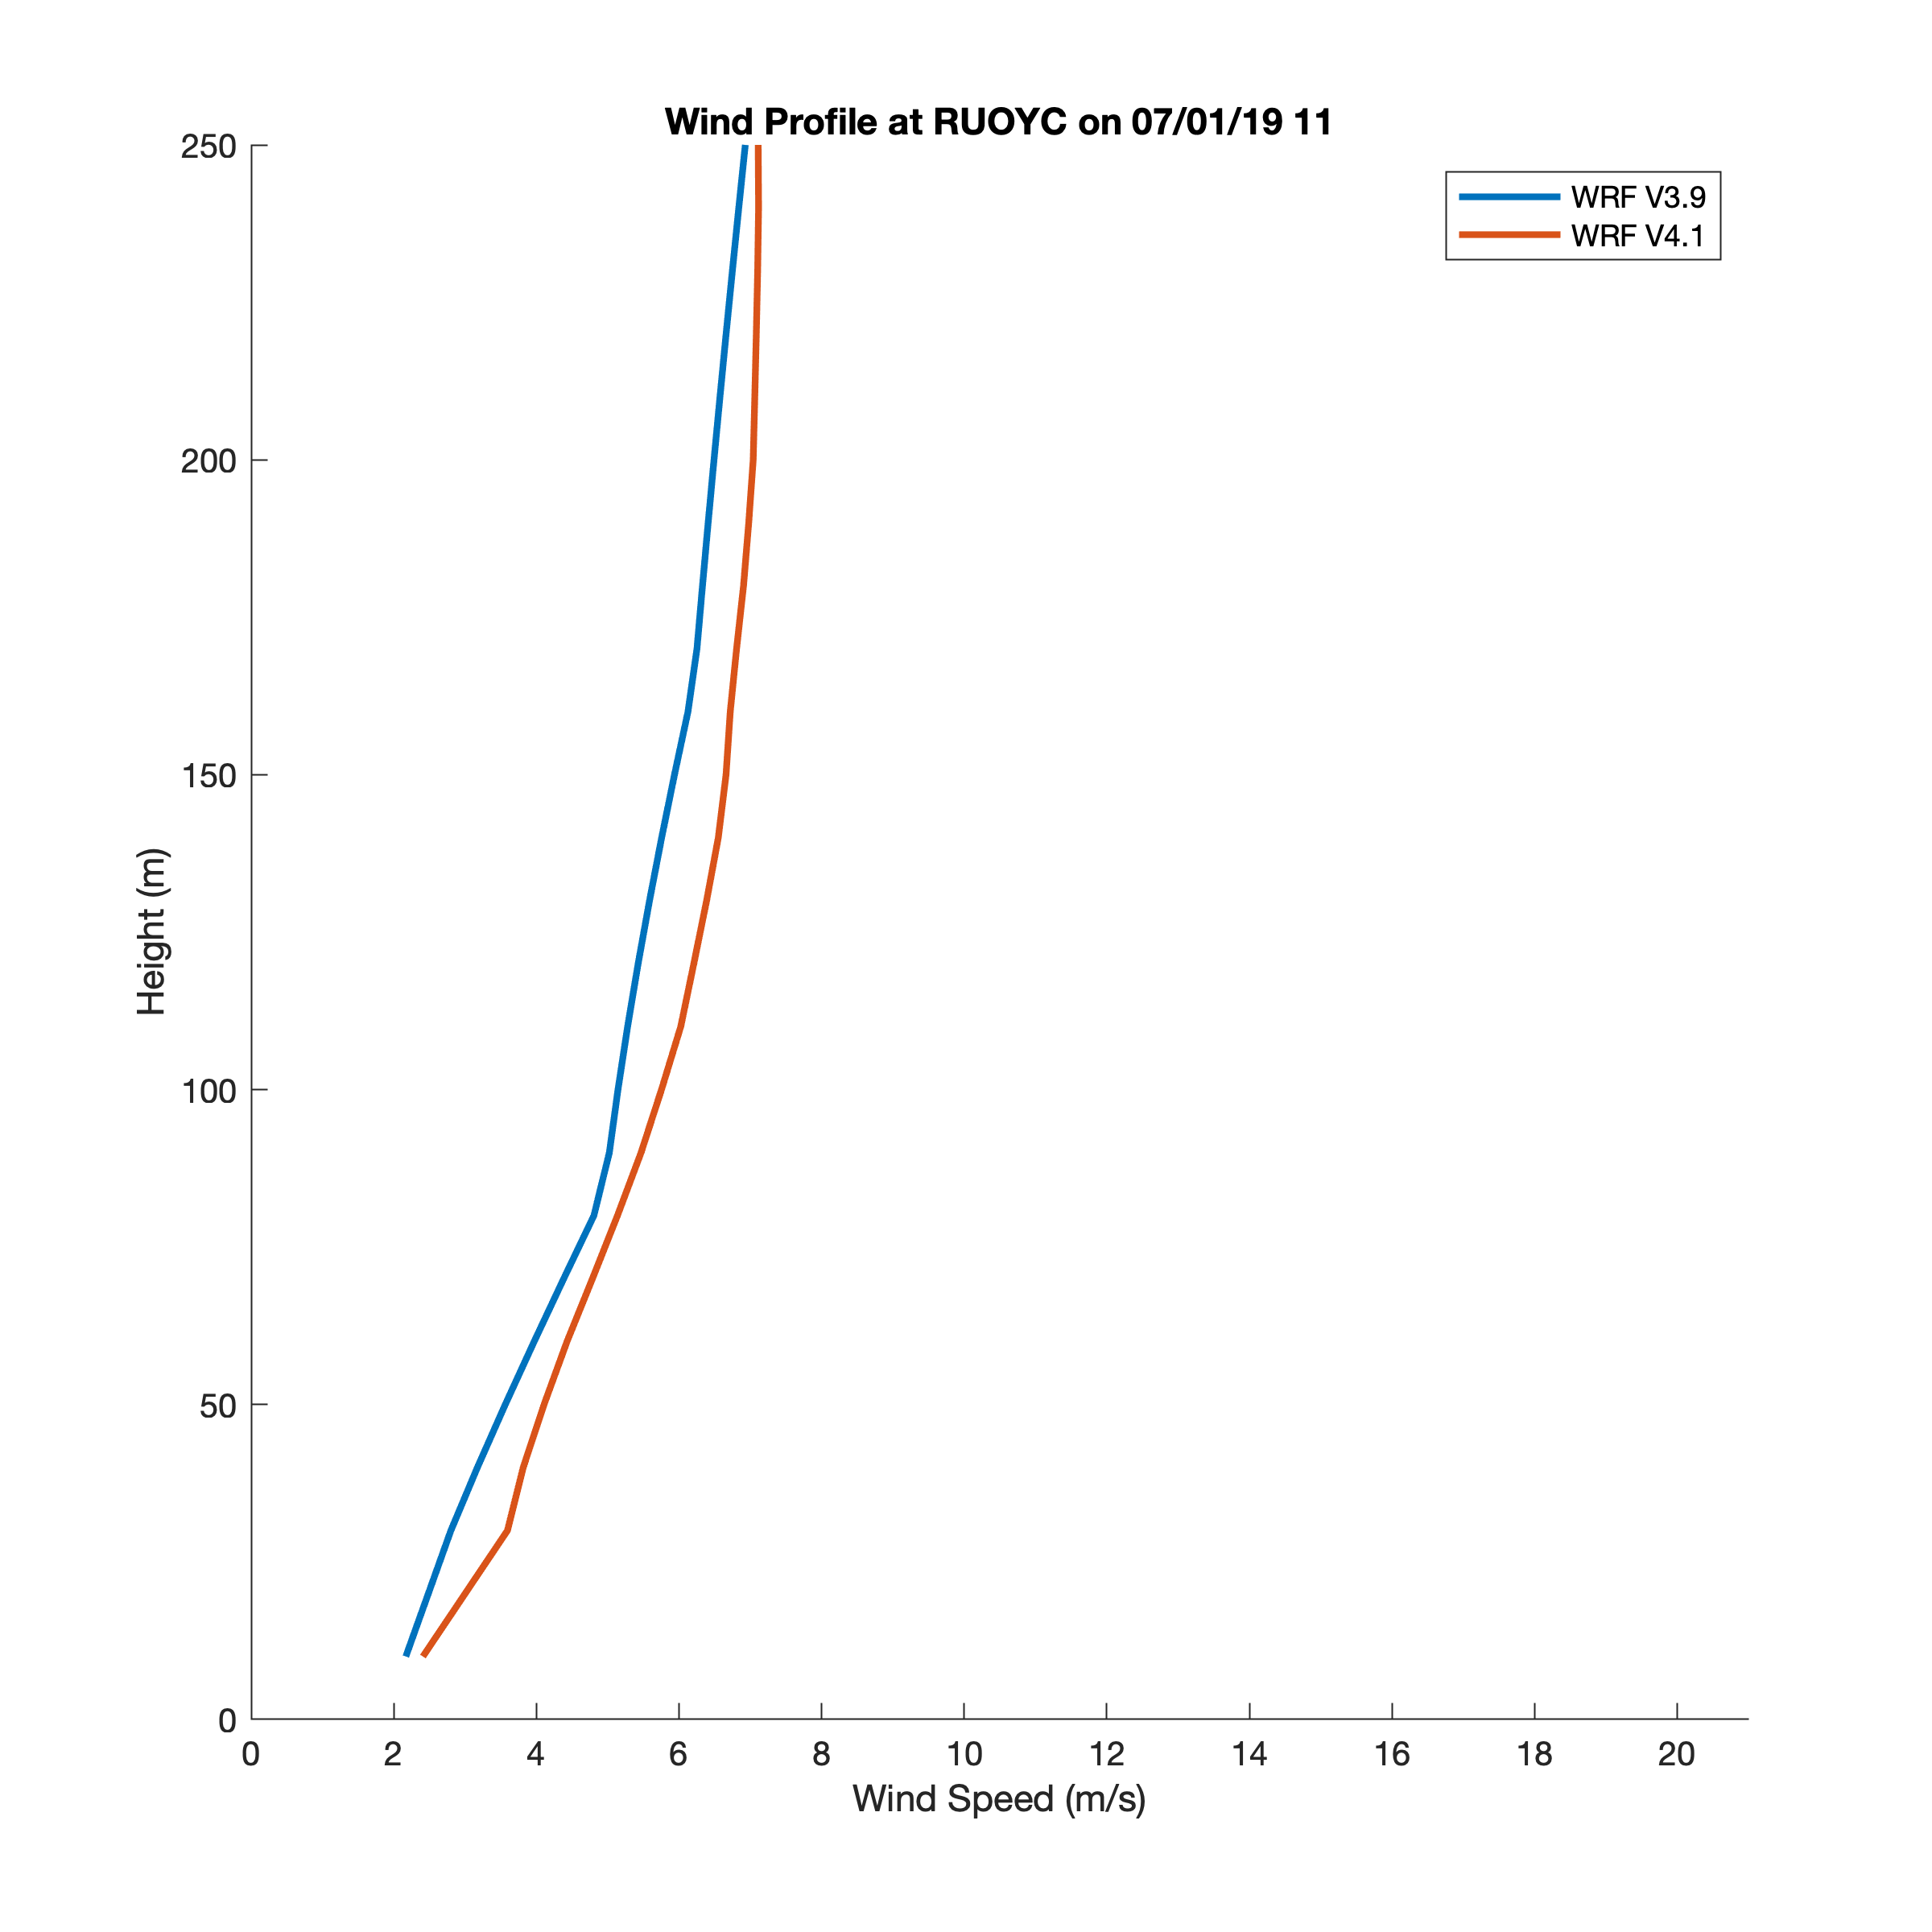 Wind Profile at RUOYC on 07/01/19 11
WRF V3.9
WRF V4.1
250
200
150
100
50
0
Height (m)
0 2 4 6 8 10 12 14 16 18 20
Wind Speed (m/s)